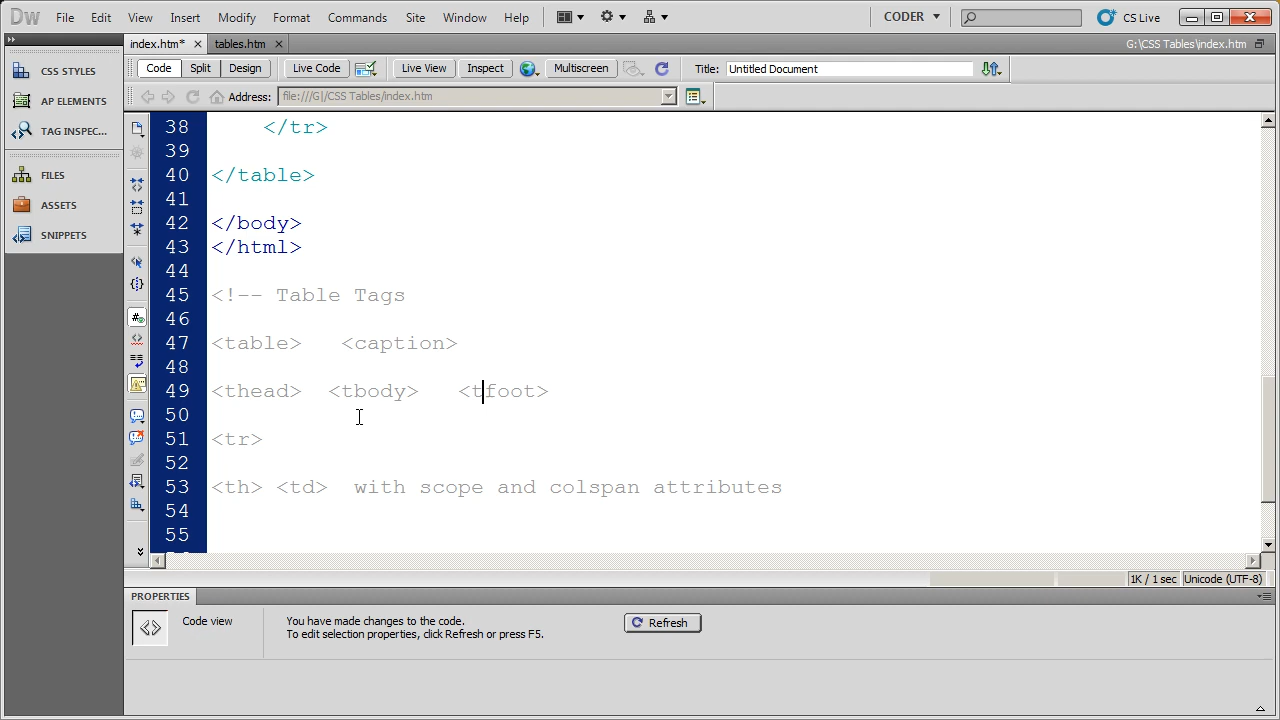 Dw File Edit View Insert Modify Format Commands Site Window Help CODER CS Live
index.htm* × tables.htm × G:\CSS Tables\index.htm
CSS STYLES
AP ELEMENTS
TAG INSPEC...
FILES
ASSETS
SNIPPETS
Code Split Design Live Code Live View Inspect Multiscreen Title: Untitled Document
Address: file:///G|/CSS Tables/index.htm
38 </tr>
39
40 </table>
41
42 </body>
43 </html>
44
45 <!-- Table Tags
46
47 <table> <caption>
48
49 <thead> <tbody> <tfoot>
50
51 <tr>
52
53 <th> <td> with scope and colspan attributes
54
55
1K / 1 sec Unicode (UTF-8)
PROPERTIES
Code view
You have made changes to the code.
To edit selection properties, click Refresh or press F5.
Refresh